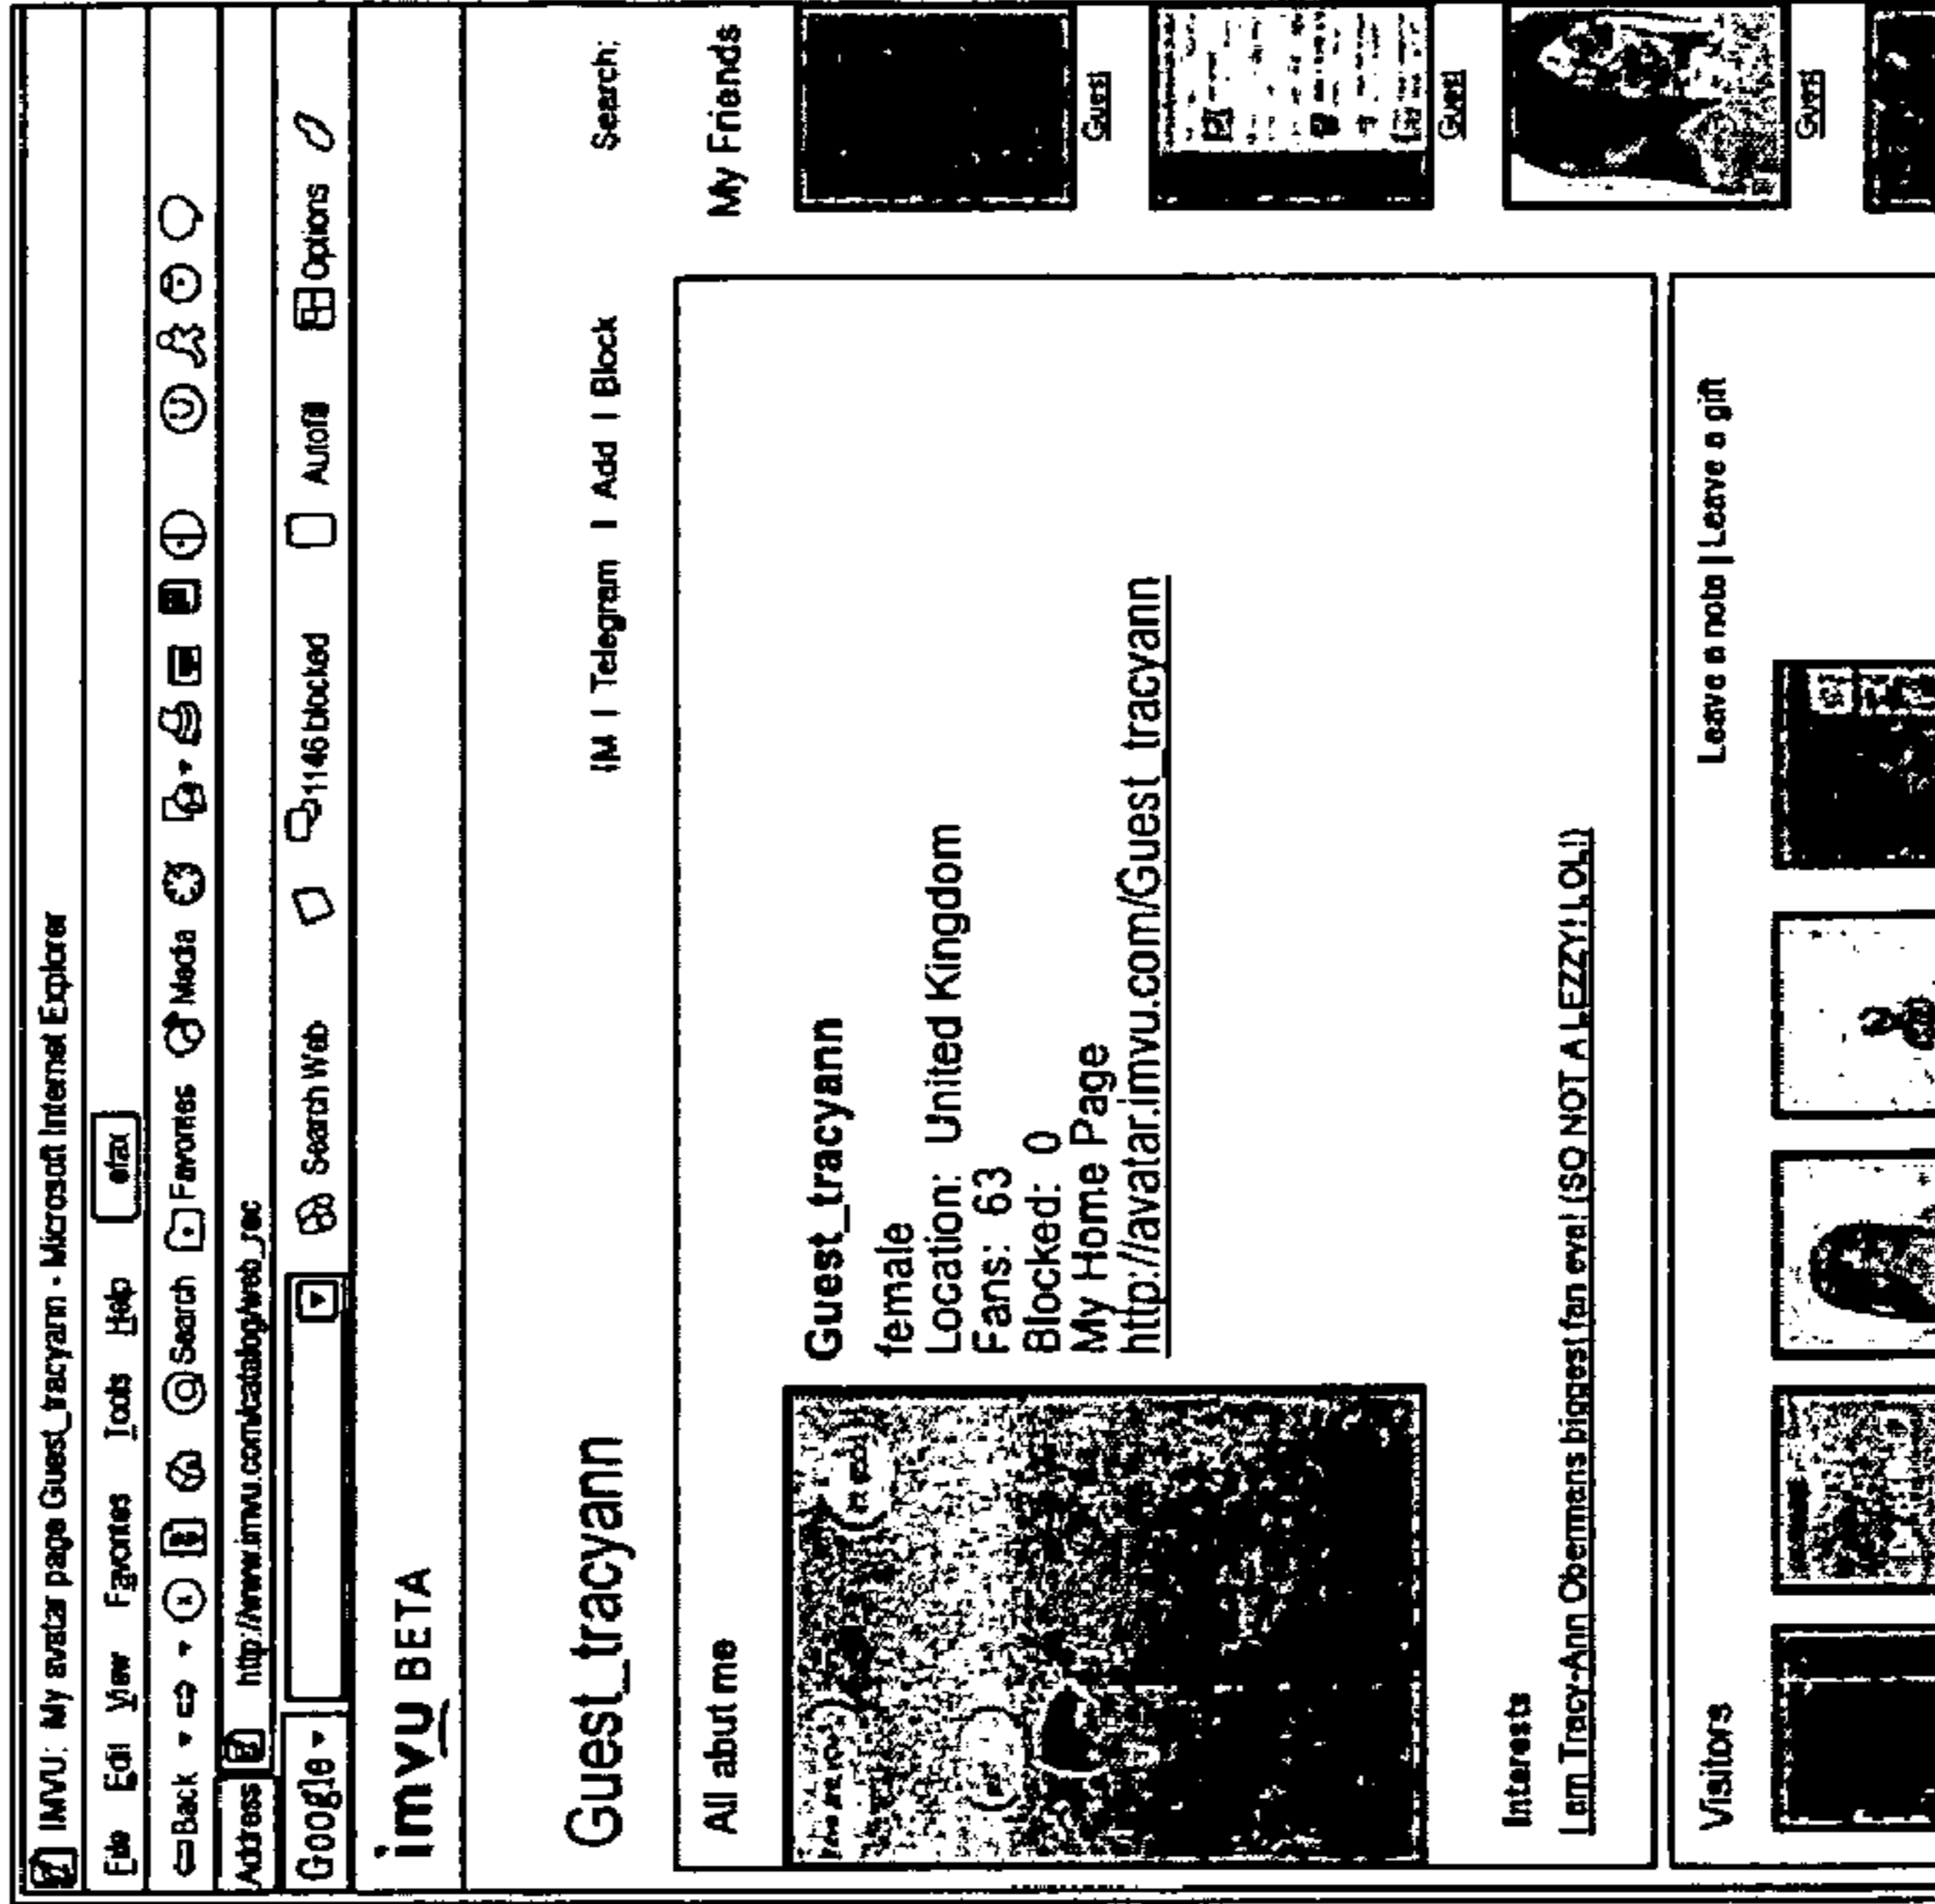 IMVU: My avatar page Guest_tracyann - Microsoft Internet Explorer
File Edit View Favorites Tools Help efax
Back Search Favorites Media
Address http://www.imvu.com/catalog/web_rec
Google Search Web 1146 blocked Autofill Options
imvu BETA
Guest_tracyann IM | Telegram | Add | Block Search:
All about me
Guest_tracyann
female
Location: United Kingdom
Fans: 63
Blocked: 0
My Home Page
http://avatar.imvu.com/Guest_tracyann
Interests
I am Tracy-Ann Obermans biggest fan eva! (SO NOT A LEZZY! LOL!)
Visitors Leave a note | Leave a gift
My Friends
Guest
Guest
Guest